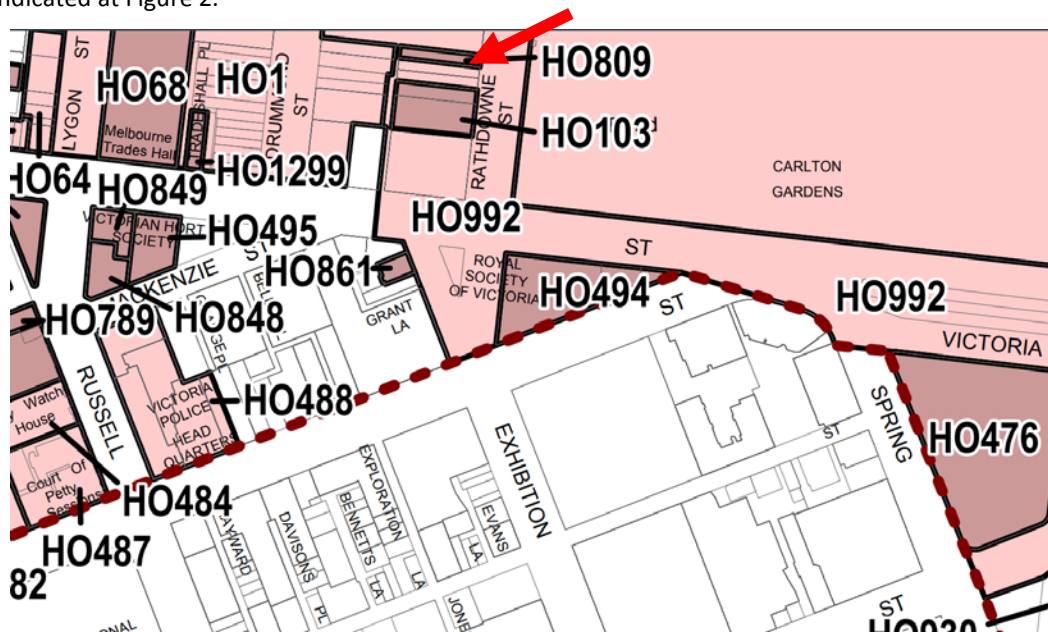 ndicated at Figure 2.
LYGON
ST
HO68
TRADESHALL PL
HO1
DRUMMOND
ST
RATHDOWNE
ST
HO809
HO103
Melbourne
Trades Hall
HO1299
CARLTON
GARDENS
HO64
HO849
VICTORIAN HORT
SOCIETY
HO495
HO992
ST
MACKENZIE
HO861
ROYAL
SOCIETY
OF VICTORIA
HO494
ST
HO992
HO789
HO848
GRANT
LA
VICTORIA
RUSSELL
Watch
House
VICTORIA
POLICE
HEAD
QUARTERS
HO488
EXHIBITION
ST
SPRING
HO476
Court Of
Petty
Sessions
HO484
EXPLORATION
LA
BENNETTS
LA
EVANS
LA
DAVISONS
PL
HO487
82
ST
HO930